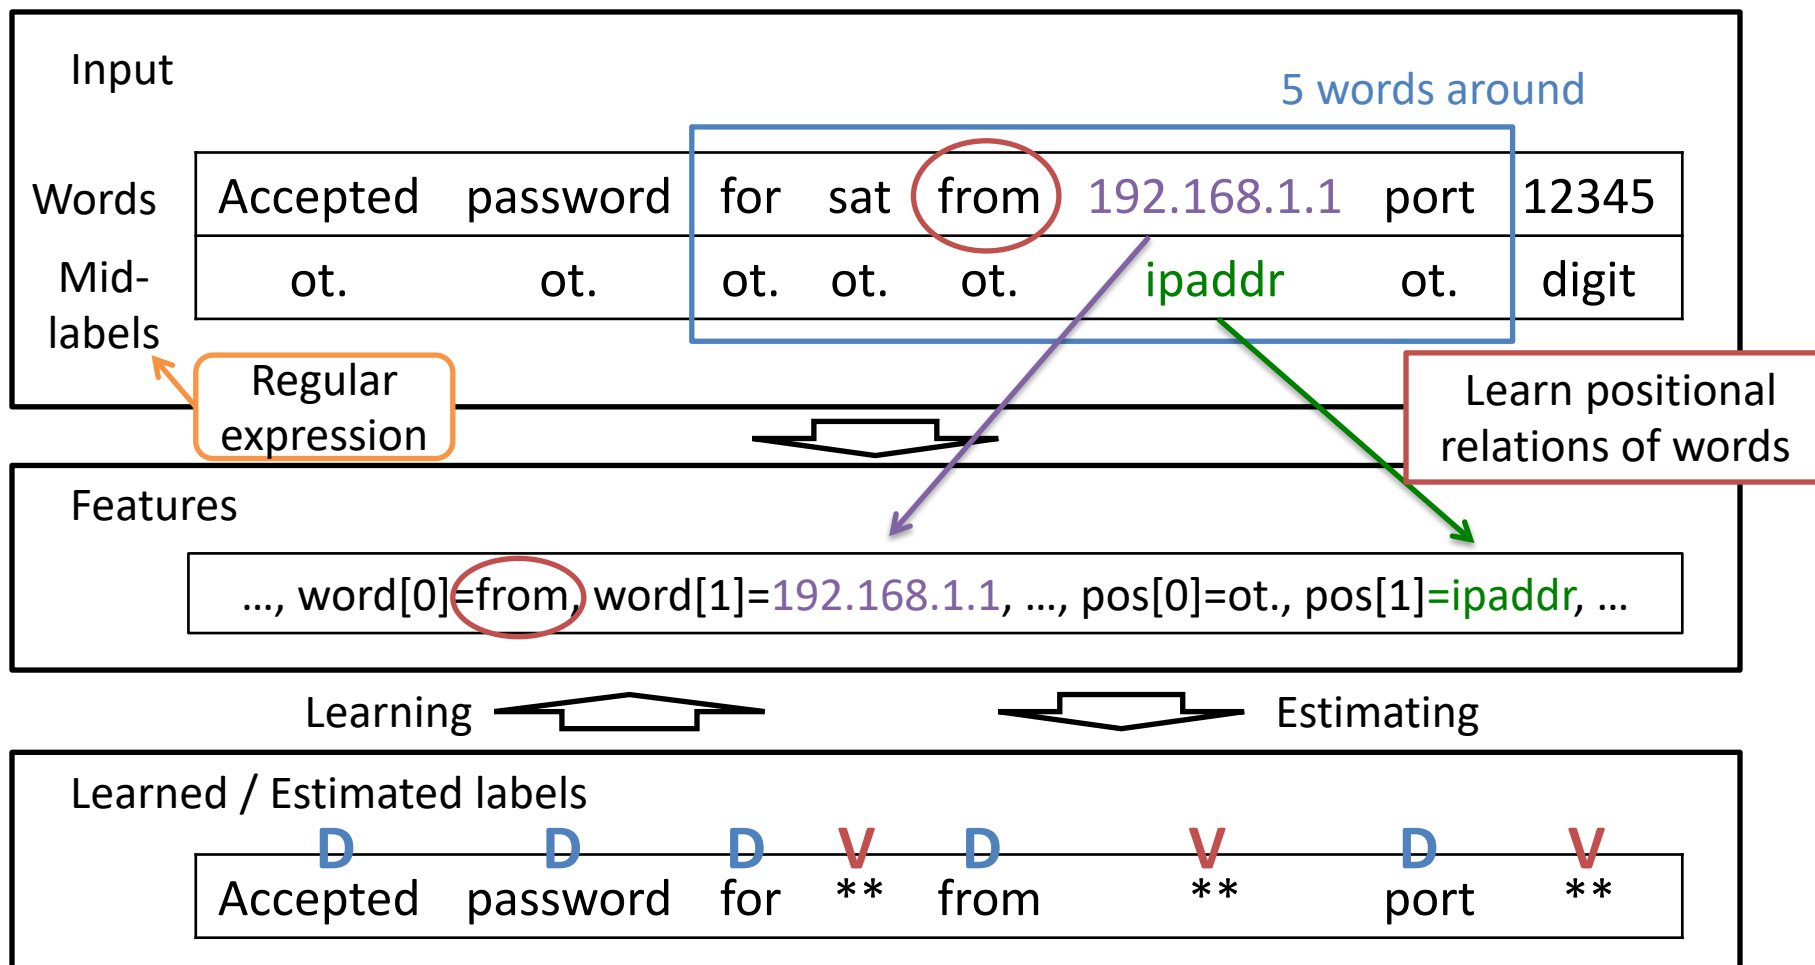 Input
5 words around
Words Accepted password for sat from 192.168.1.1 port 12345
Mid-
labels
ot. ot. ot. ot. ot. ipaddr ot. digit
Regular
expression
Learn positional
relations of words
Features
..., word[0]=from, word[1]=192.168.1.1, ..., pos[0]=ot., pos[1]=ipaddr, ...
Learning
Estimating
Learned / Estimated labels
D D D V D V D V
Accepted password for ** from ** port **